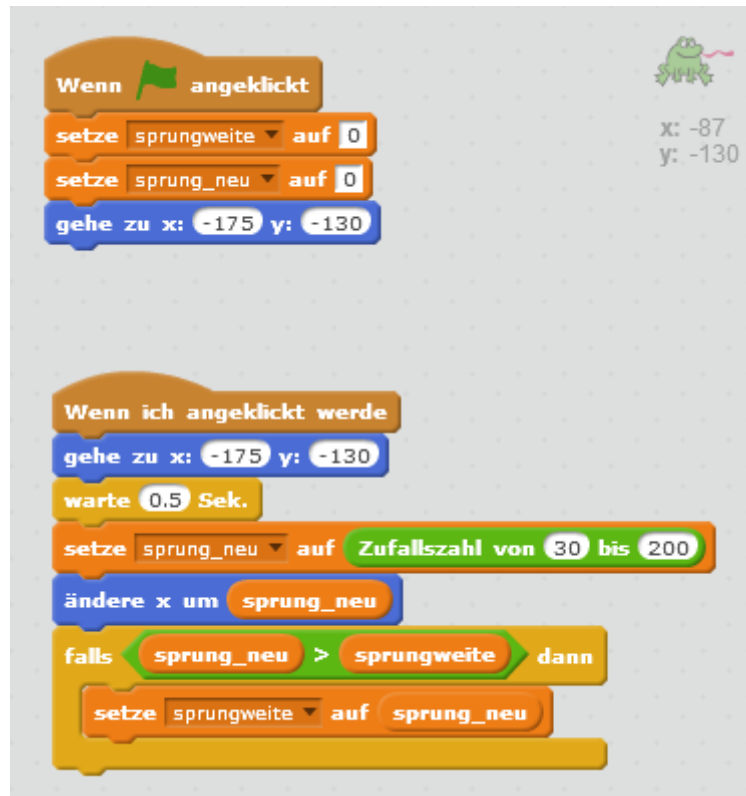 Wenn angeklickt
setze sprungweite auf 0
setze sprung_neu auf 0
gehe zu x: -175 y: -130
x: -87
y: -130
Wenn ich angeklickt werde
gehe zu x: -175 y: -130
warte 0.5 Sek.
setze sprung_neu auf Zufallszahl von 30 bis 200
ändere x um sprung_neu
falls sprung_neu > sprungweite dann
setze sprungweite auf sprung_neu